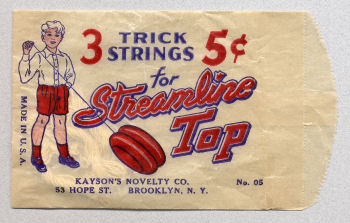 3 TRICK STRINGS 5¢
for
Streamline
Top
MADE IN U.S.A.
KAYSON'S NOVELTY CO.
53 HOPE ST. BROOKLYN, N. Y.
No. 05